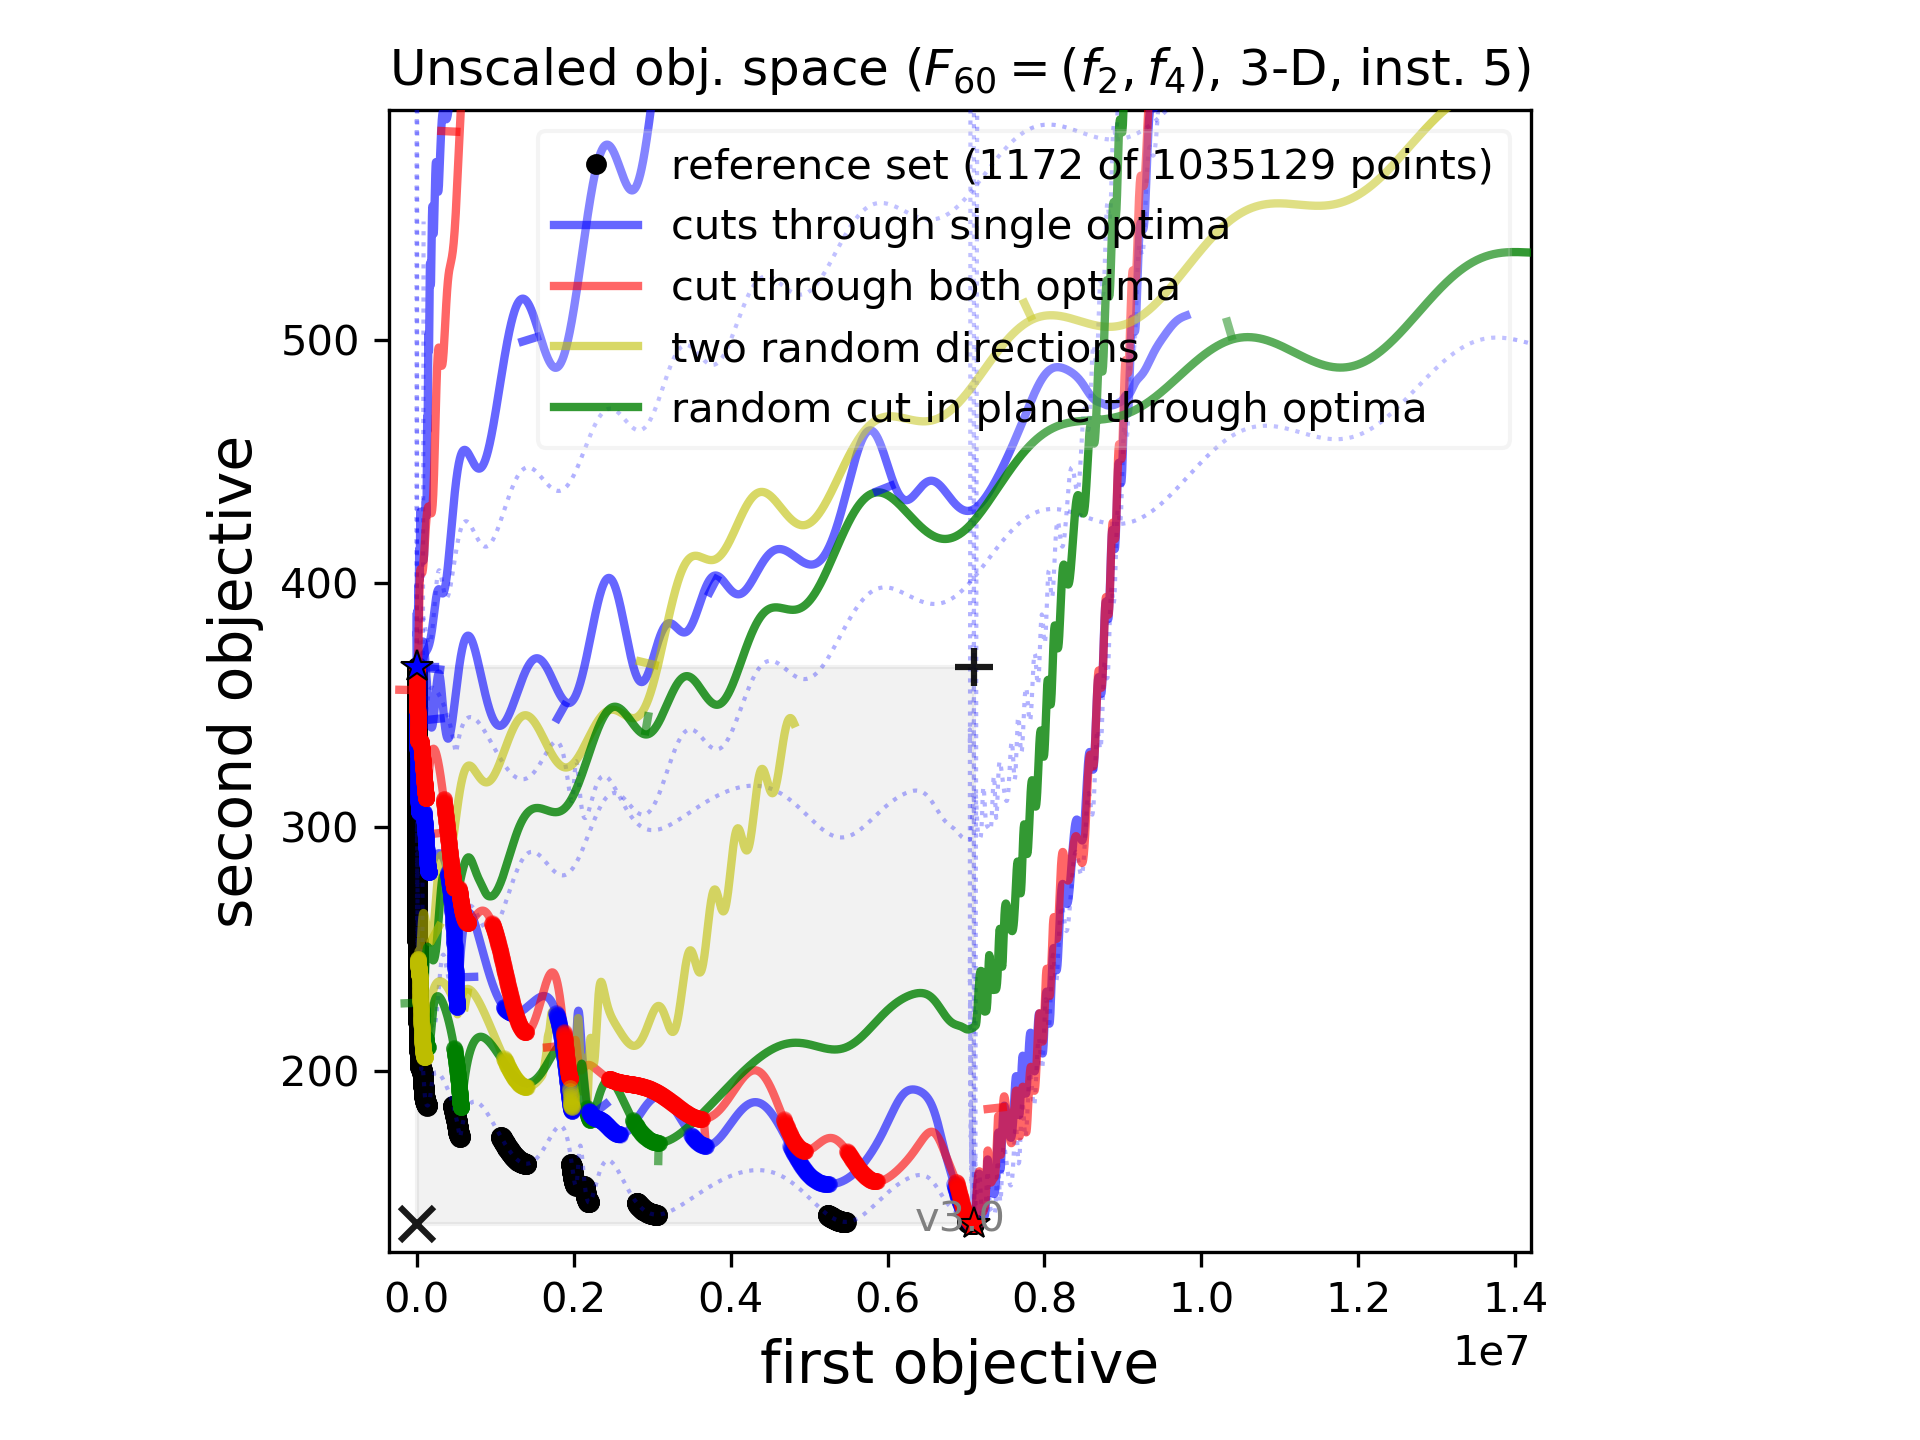 Unscaled obj. space (F₆₀ = (f₂, f₄), 3-D, inst. 5)
reference set (1172 of 1035129 points)
cuts through single optima
cut through both optima
two random directions
random cut in plane through optima
second objective
500
400
300
200
v3.0
0.0 0.2 0.4 0.6 0.8 1.0 1.2 1.4
1e7
first objective